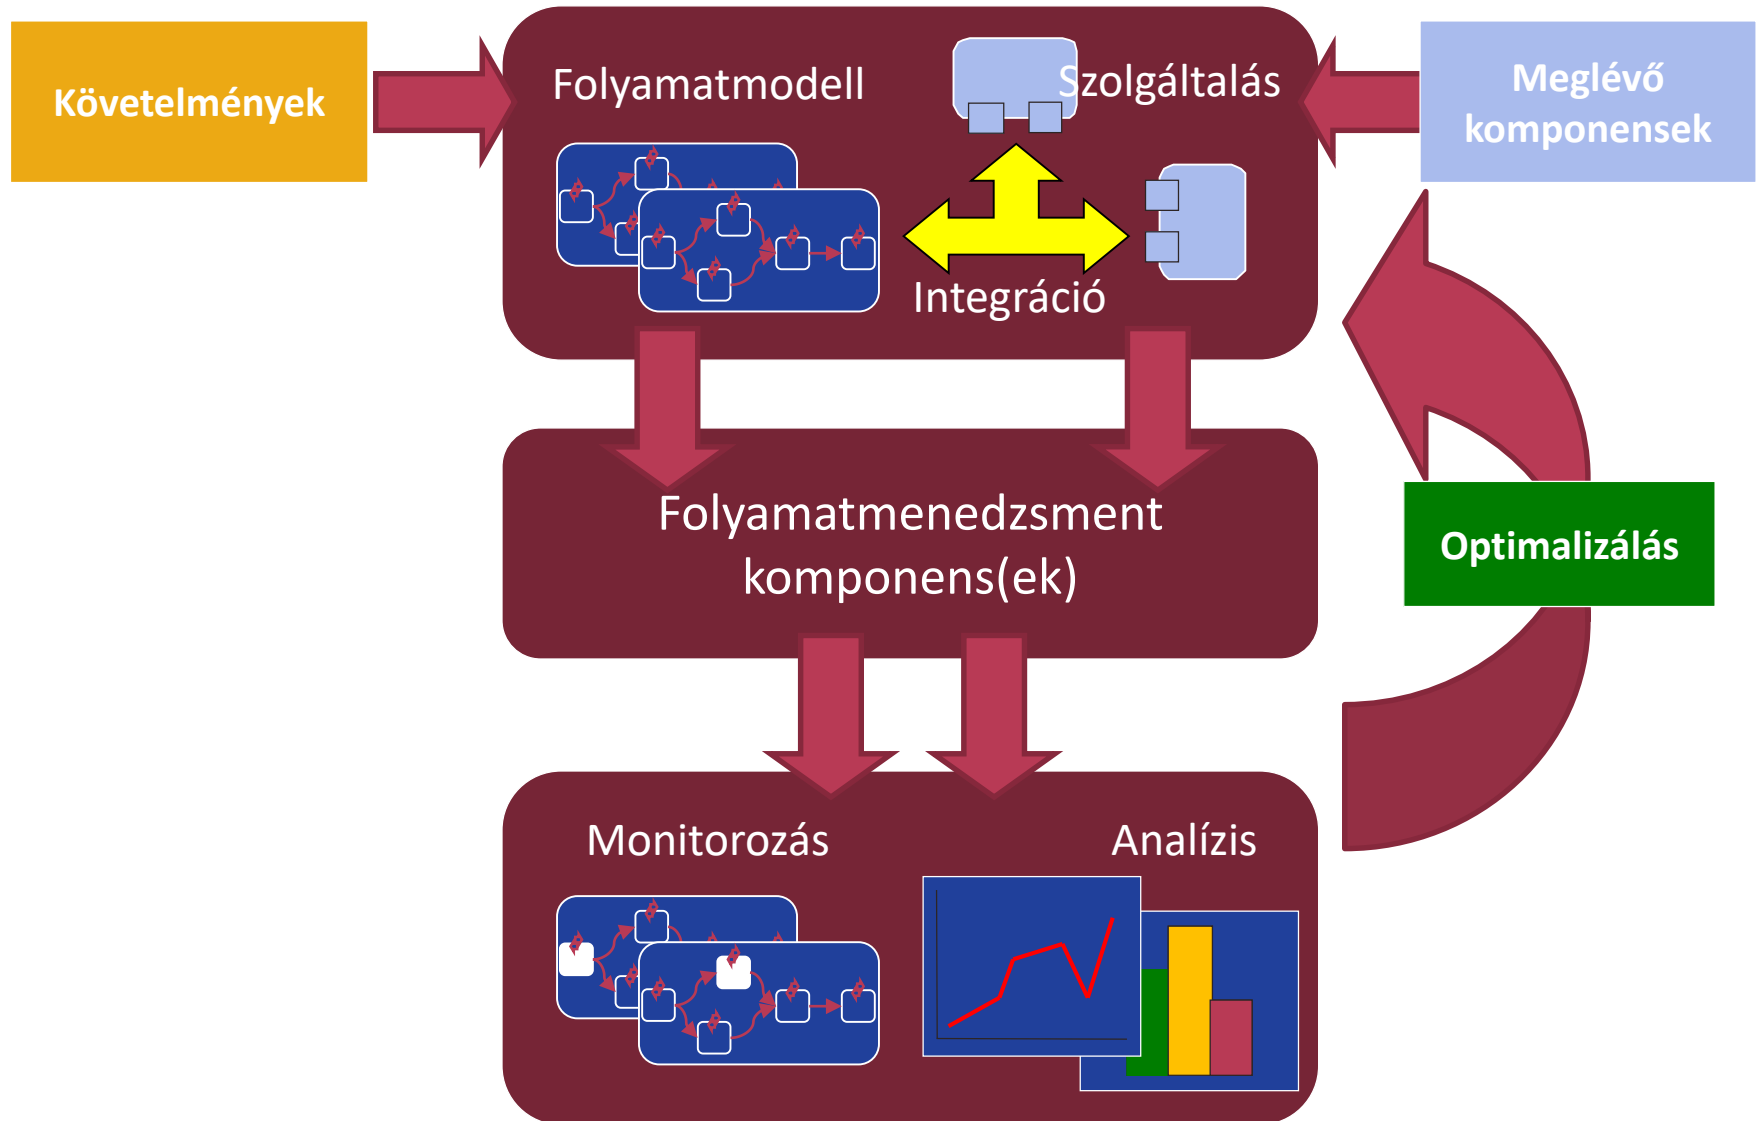 Követelmények
Folyamatmodell
Szolgáltalás
Meglévő
komponensek
Integráció
Folyamatmenedzsment
komponens(ek)
Optimalizálás
Monitorozás
Analízis